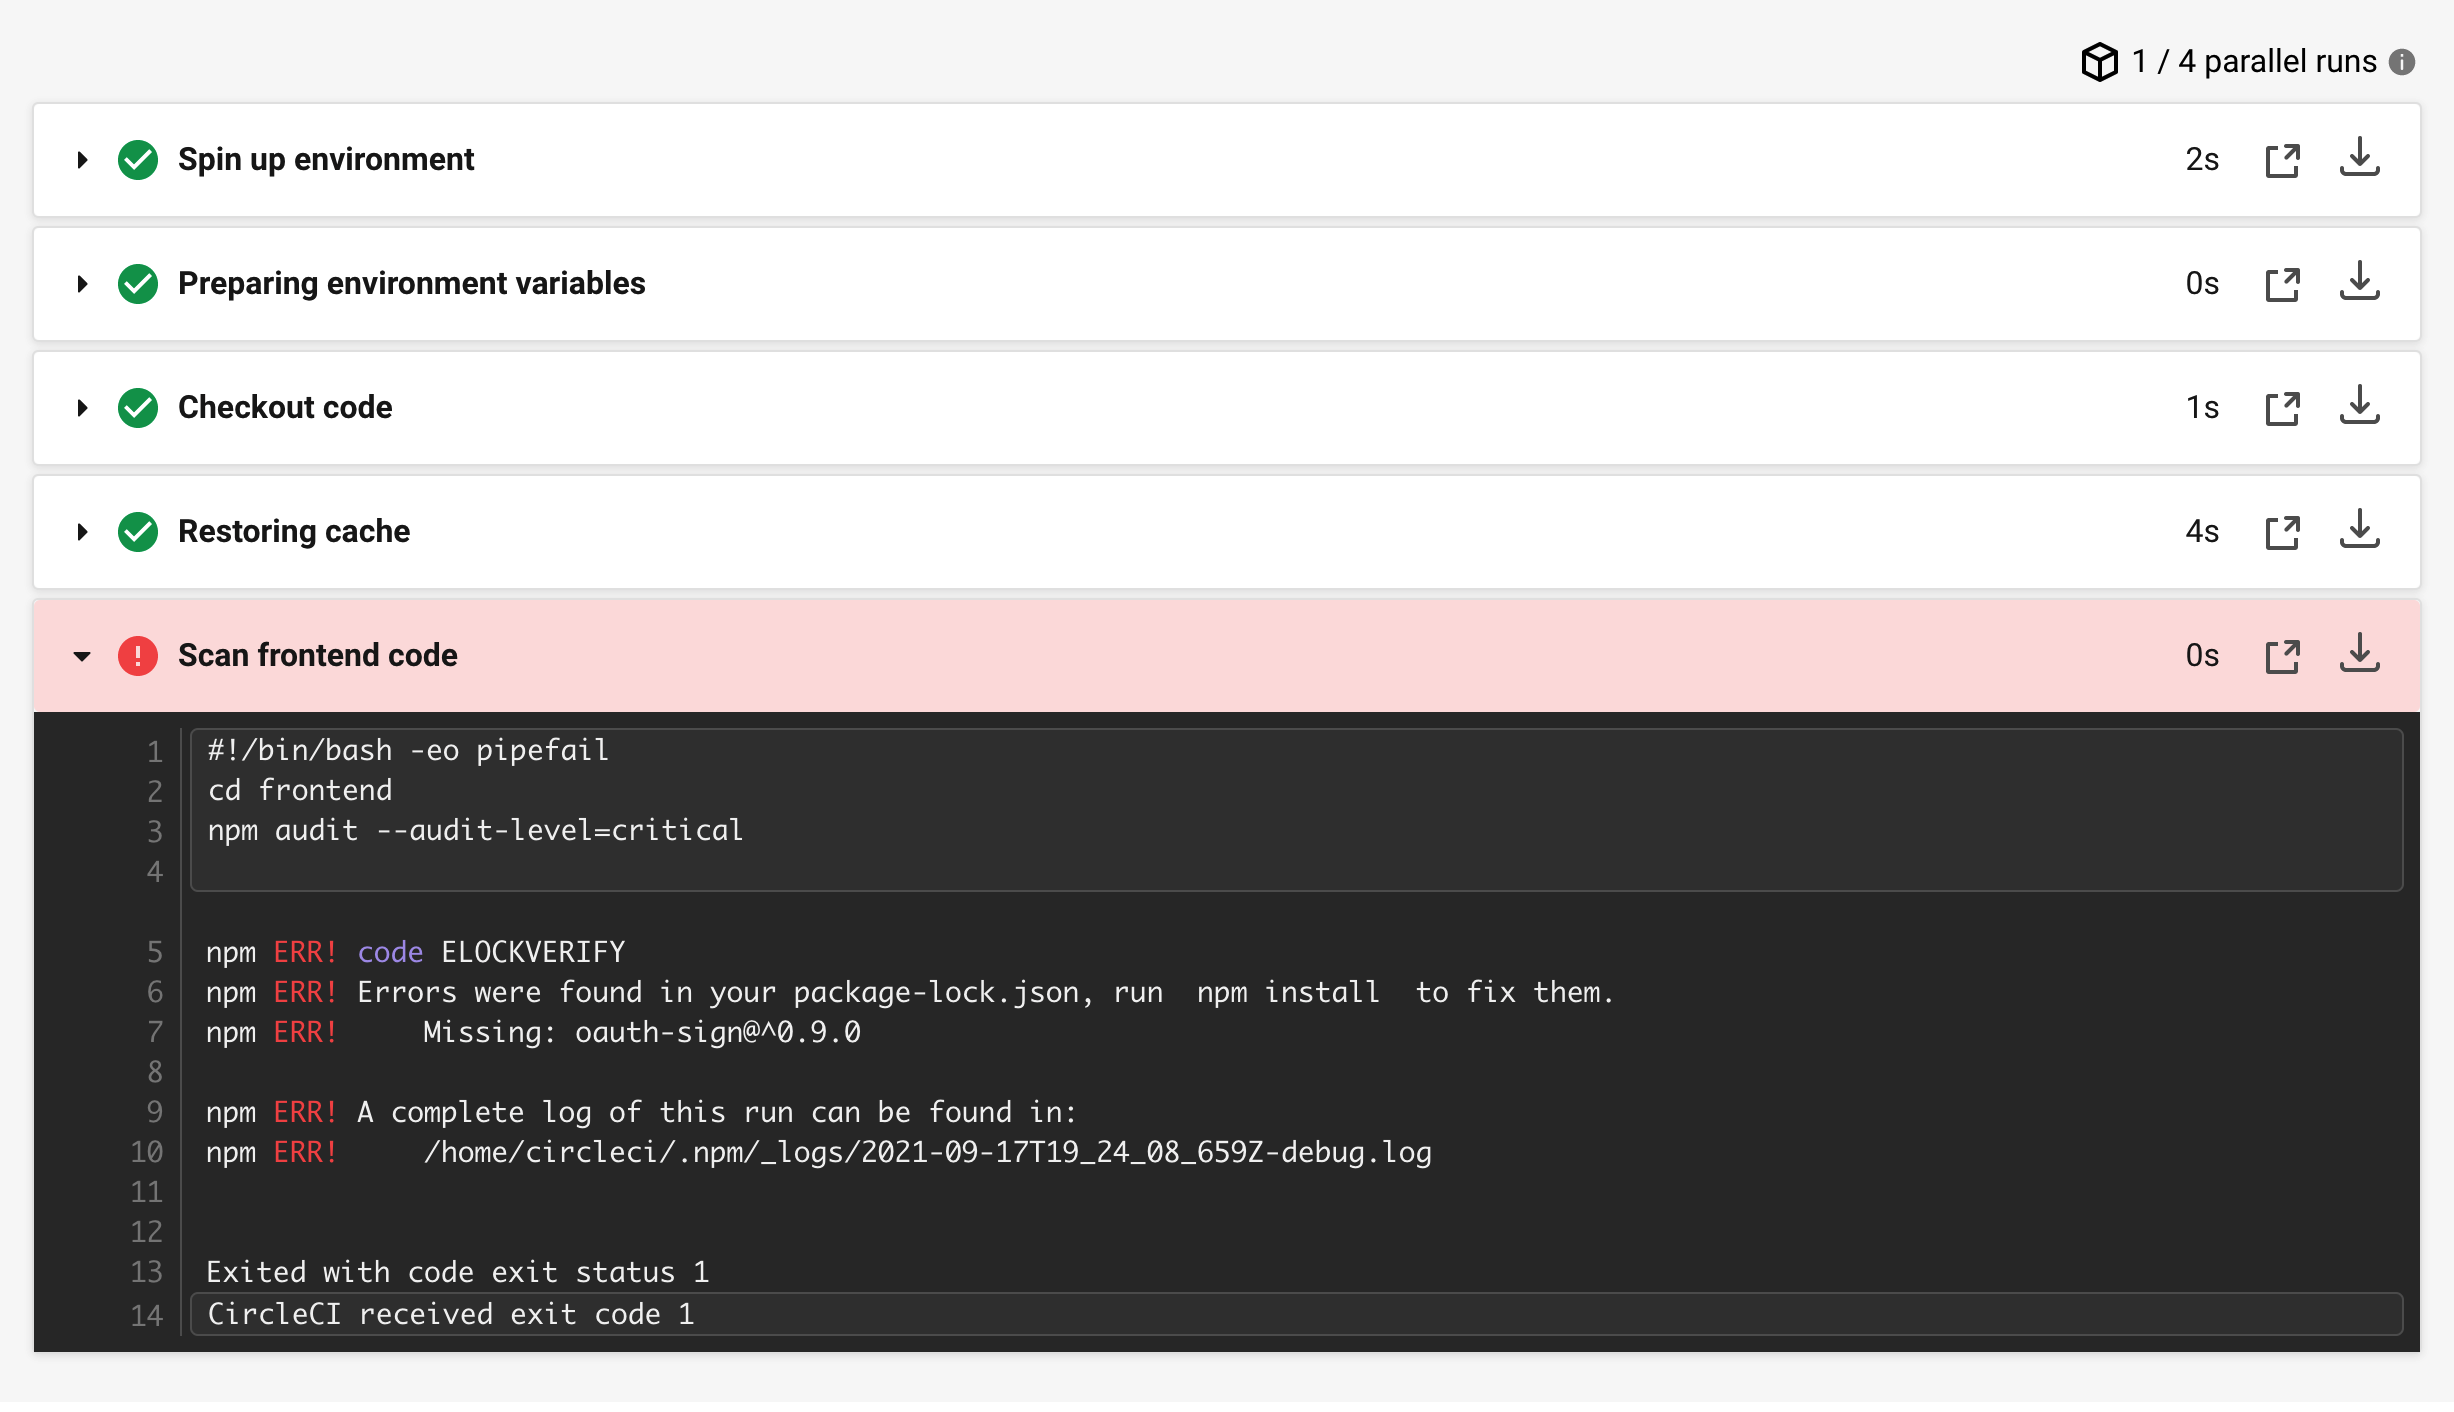 1 / 4 parallel runs
Spin up environment 2s
Preparing environment variables 0s
Checkout code 1s
Restoring cache 4s
Scan frontend code 0s
1 #!/bin/bash -eo pipefail
2 cd frontend
3 npm audit --audit-level=critical
4
5 npm ERR! code ELOCKVERIFY
6 npm ERR! Errors were found in your package-lock.json, run  npm install  to fix them.
7 npm ERR!     Missing: oauth-sign@^0.9.0
8
9 npm ERR! A complete log of this run can be found in:
10 npm ERR!     /home/circleci/.npm/_logs/2021-09-17T19_24_08_659Z-debug.log
11
12
13 Exited with code exit status 1
14 CircleCI received exit code 1